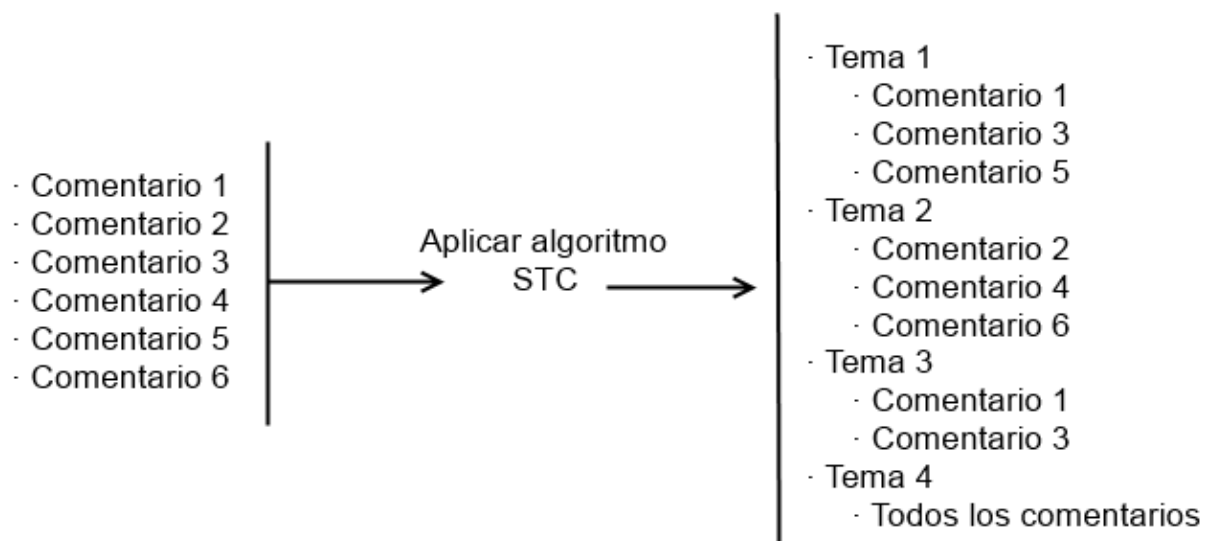 · Comentario 1
· Comentario 2
· Comentario 3
· Comentario 4
· Comentario 5
· Comentario 6
Aplicar algoritmo
STC
· Tema 1
· Comentario 1
· Comentario 3
· Comentario 5
· Tema 2
· Comentario 2
· Comentario 4
· Comentario 6
· Tema 3
· Comentario 1
· Comentario 3
· Tema 4
· Todos los comentarios